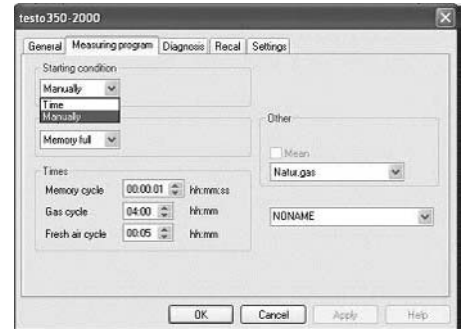 testo350-2000
General Measuring program Diagnosis Recal Settings
Starting condition
Manually
Time
Manually
Memory full
Other
Mean
Natur.gas
NONAME
Times
Memory cycle 00:00:01 hh:mm:ss
Gas cycle 04:00 hh:mm
Fresh air cycle 00:05 hh:mm
OK Cancel Apply Help